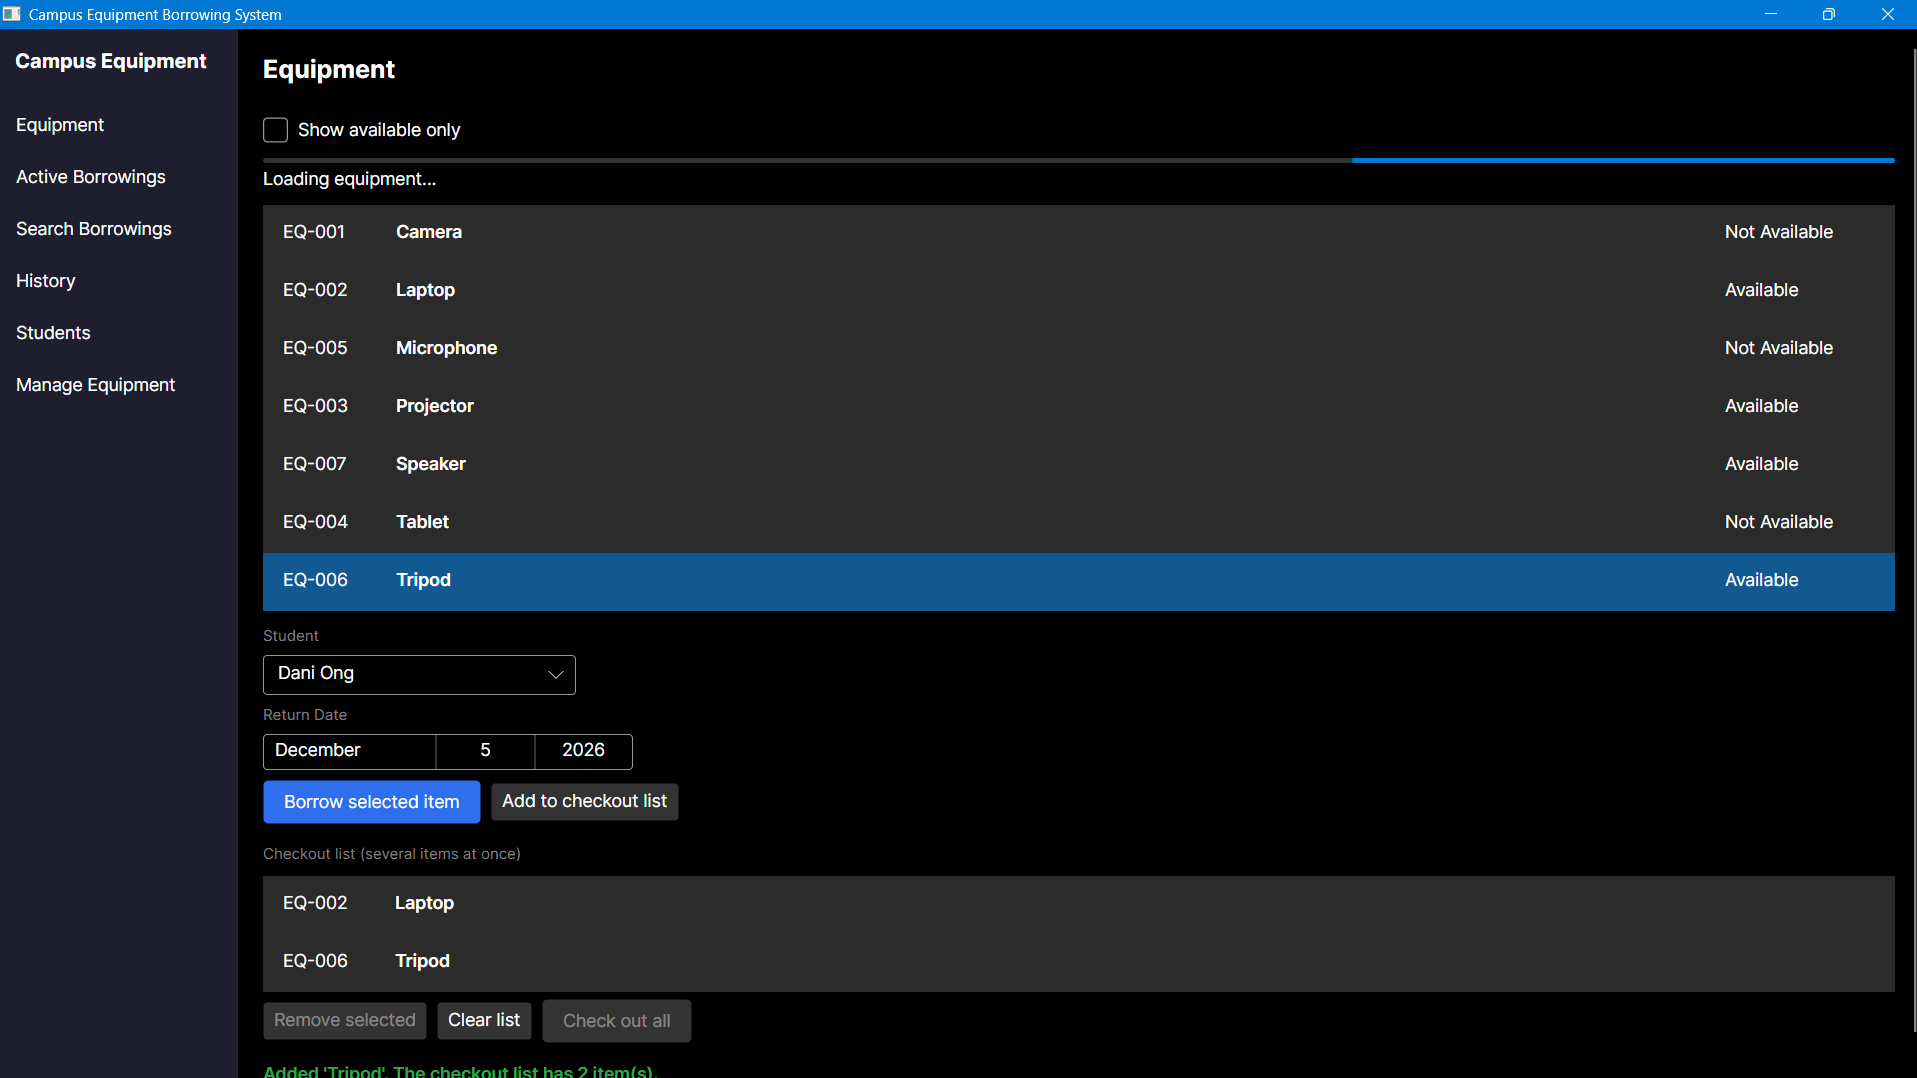 Campus Equipment Borrowing System
Campus Equipment
Equipment
Active Borrowings
Search Borrowings
History
Students
Manage Equipment
Equipment
Show available only
Loading equipment...
EQ-001 Camera Not Available
EQ-002 Laptop Available
EQ-005 Microphone Not Available
EQ-003 Projector Available
EQ-007 Speaker Available
EQ-004 Tablet Not Available
EQ-006 Tripod Available
Student
Dani Ong
Return Date
December 5 2026
Borrow selected item Add to checkout list
Checkout list (several items at once)
EQ-002 Laptop
EQ-006 Tripod
Remove selected Clear list Check out all
Added 'Tripod'. The checkout list has 2 item(s).